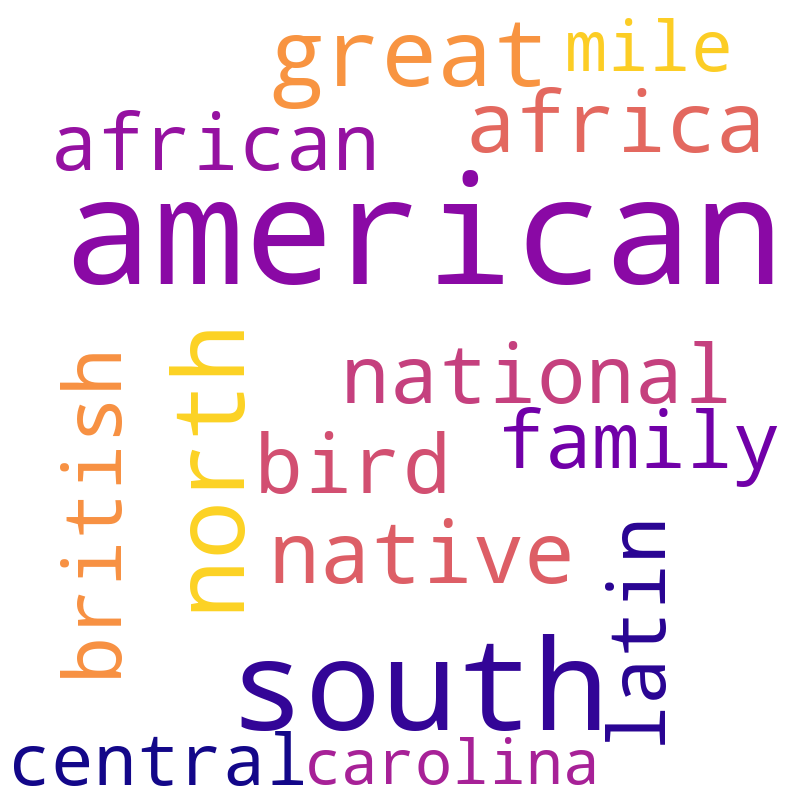 great
mile
african
africa
american
north
british
national
family
bird
native
latin
south
central
carolina